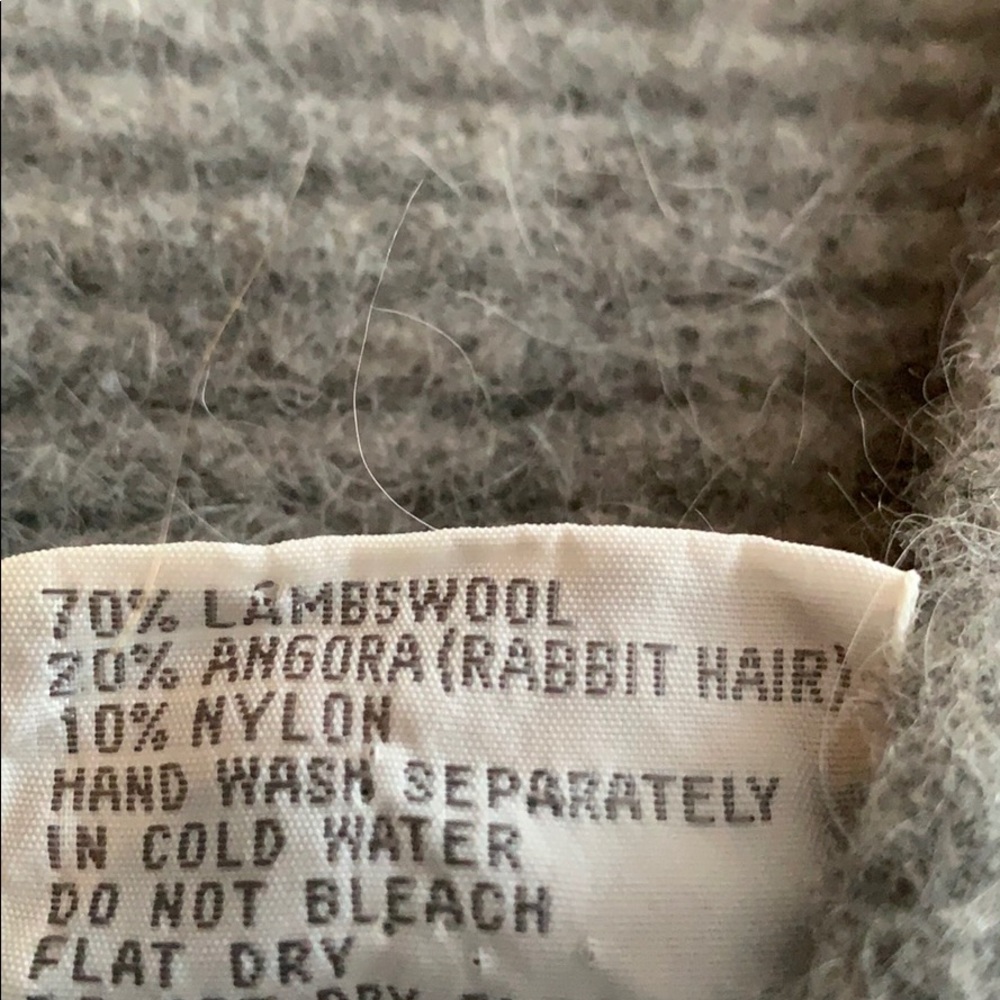 70% LAMBSWOOL
20% ANGORA (RABBIT HAIR)
10% NYLON
HAND WASH SEPARATELY
IN COLD WATER
DO NOT BLEACH
FLAT DRY
DRY